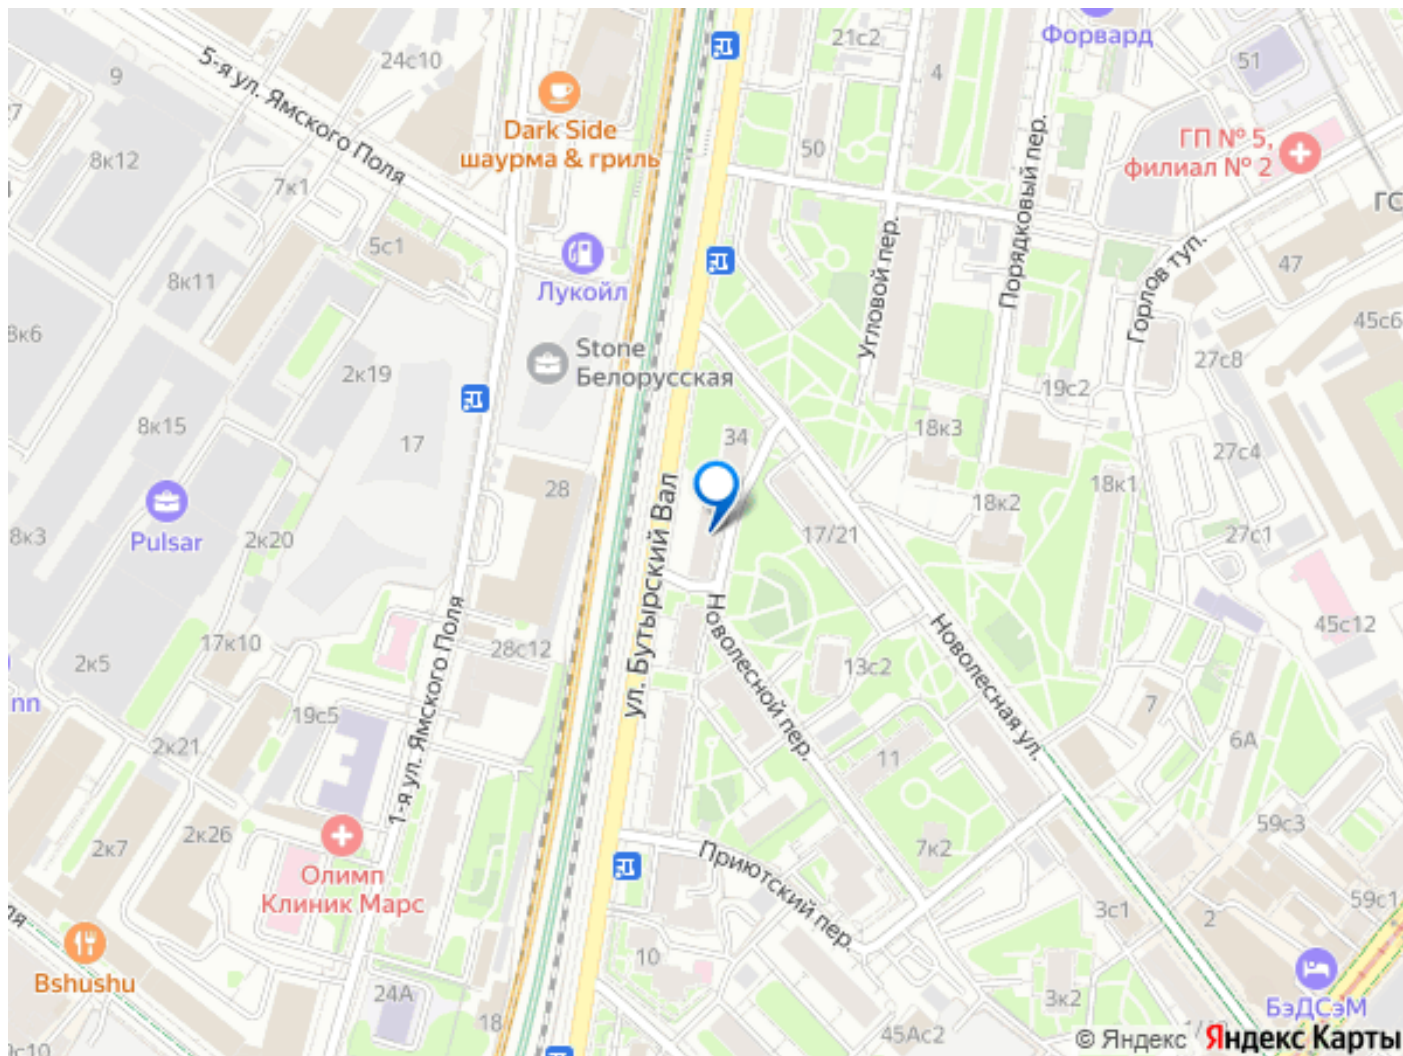 21с2
Форвард
51
24с10
9
5-я ул. Ямского Поля
4
Dark Side
шаурма & гриль
50
Порядковый пер.
ГП № 5,
филиал № 2
27
8к12
7к1
ГС
5с1
Угловой пер.
Горлов туп.
47
8к11
Лукойл
8к6
45с6
Stone
Белорусская
2к19
27с8
19с2
8к15
17
34
18к3
27с4
28
18к1
Pulsar
18к2
8к3
2к20
17/21
27с1
ул. Бутырский Вал
Новолесной пер.
Новолесная ул.
1-я ул. Ямского Поля
45с12
17к10
28с12
2к5
13с2
nn
19с5
7
2к21
11
6А
2к7
2к26
7к2
59с3
Приютский пер.
Олимп
Клиник Марс
3с1
2
59с1
10
Bshushu
24А
3к2
БэДСэМ
18
45Ас2
9с10
© Яндекс Яндекс Карты